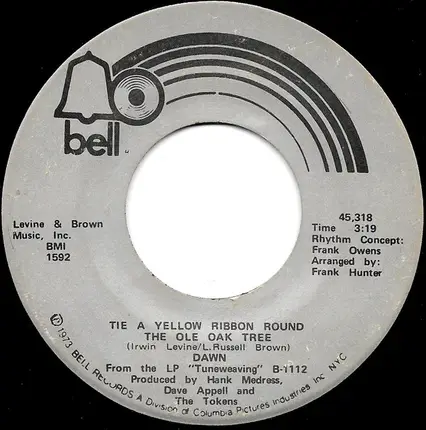 bell
Levine & Brown
Music, Inc.
BMI
1592
45,318
Time 3:19
Rhythm Concept:
Frank Owens
Arranged by:
Frank Hunter
TIE A YELLOW RIBBON ROUND
THE OLE OAK TREE
(Irwin Levine/L. Russell Brown)
DAWN
From the LP "Tuneweaving" B-1112
Produced by Hank Medress,
Dave Appell and
The Tokens
Ⓟ 1973 BELL RECORDS A Division of Columbia Pictures Industries Inc NYC